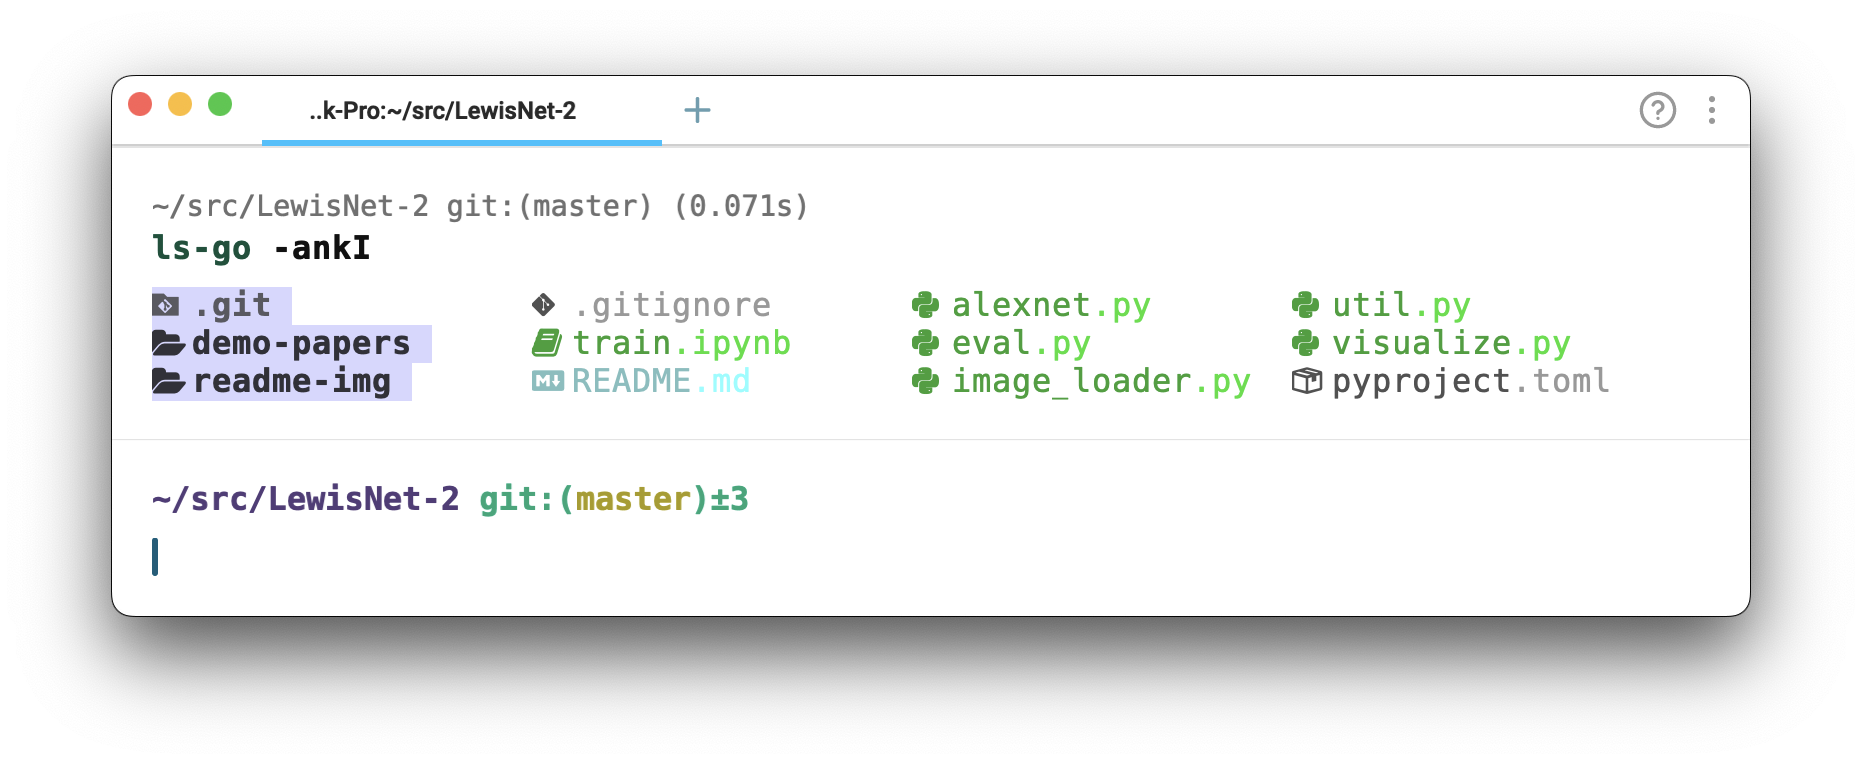 ..k-Pro:~/src/LewisNet-2 + ?
~/src/LewisNet-2 git:(master) (0.071s)
ls-go -ankI
.git .gitignore alexnet.py util.py
demo-papers train.ipynb eval.py visualize.py
readme-img M↓ README.md image_loader.py pyproject.toml
~/src/LewisNet-2 git:(master)±3